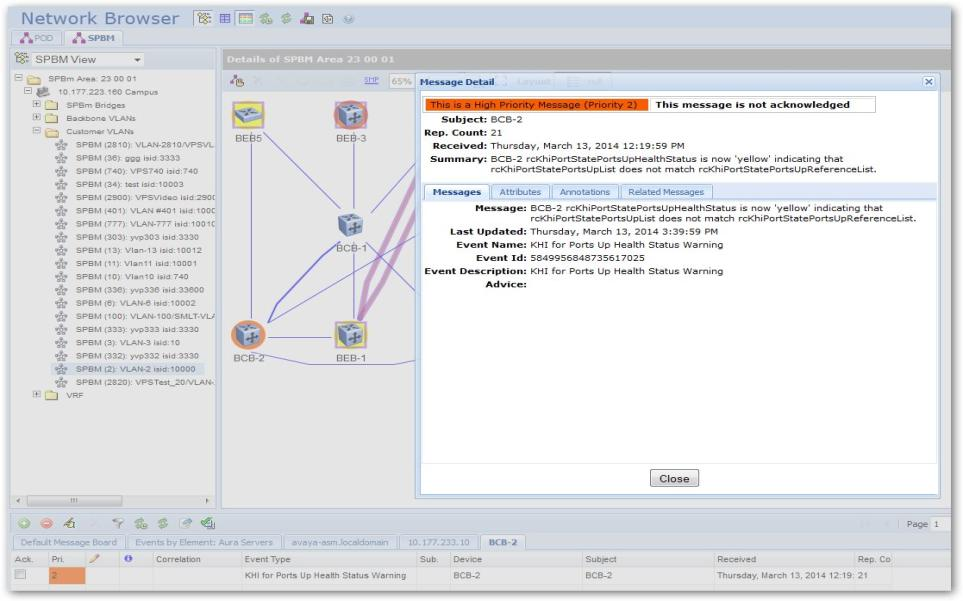 Network Browser
POD SPBM
SPBM View
Details of SPBM Area 23 00 01
SPBm Area: 23 00 01
10.177.223.160 Campus
SPBm Bridges
Backbone VLANs
Customer VLANs
SPBM (2810): VLAN-2810/VPSVL
SPBM (36): ggg isid:3333
SPBM (740): VPS740 isid:740
SPBM (34): test isid:10003
SPBM (2900): VPSVideo isid:2900
SPBM (401): VLAN #401 isid:1000
SPBM (777): VLAN-777 isid:10010
SPBM (303): yvp303 isid:3330
SPBM (13): Vlan-13 isid:10012
SPBM (11): Vlan11 isid:10001
SPBM (10): Vlan10 isid:740
SPBM (336): yvp336 isid:33600
SPBM (6): VLAN-6 isid:10002
SPBM (100): VLAN-100/SMLT-VLA
SPBM (333): yvp333 isid:3330
SPBM (3): VLAN-3 isid:10
SPBM (332): yvp332 isid:3330
SPBM (2): VLAN-2 isid:10000
SPBM (2820): VPSTest_20/VLAN-
VRF
SMP 65% Layout
BEB5 BEB-3
BCB-1
BCB-2 BEB-1
Message Detail
This is a High Priority Message (Priority 2) This message is not acknowledged
Subject: BCB-2
Rep. Count: 21
Received: Thursday, March 13, 2014 12:19:59 PM
Summary: BCB-2 rcKhiPortStatePortsUpHealthStatus is now 'yellow' indicating that
rcKhiPortStatePortsUpList does not match rcKhiPortStatePortsUpReferenceList.
Messages Attributes Annotations Related Messages
Message: BCB-2 rcKhiPortStatePortsUpHealthStatus is now 'yellow' indicating that
rcKhiPortStatePortsUpList does not match rcKhiPortStatePortsUpReferenceList.
Last Updated: Thursday, March 13, 2014 3:39:59 PM
Event Name: KHI for Ports Up Health Status Warning
Event Id: 5849956848735617025
Event Description: KHI for Ports Up Health Status Warning
Advice:
Close
Page 1
Default Message Board Events by Element: Aura Servers avaya-asm.localdomain 10.177.233.10 BCB-2
Ack. Pri. Correlation Event Type Sub. Device Subject Received Rep. Co
2 KHI for Ports Up Health Status Warning BCB-2 BCB-2 Thursday, March 13, 2014 12:19: 21